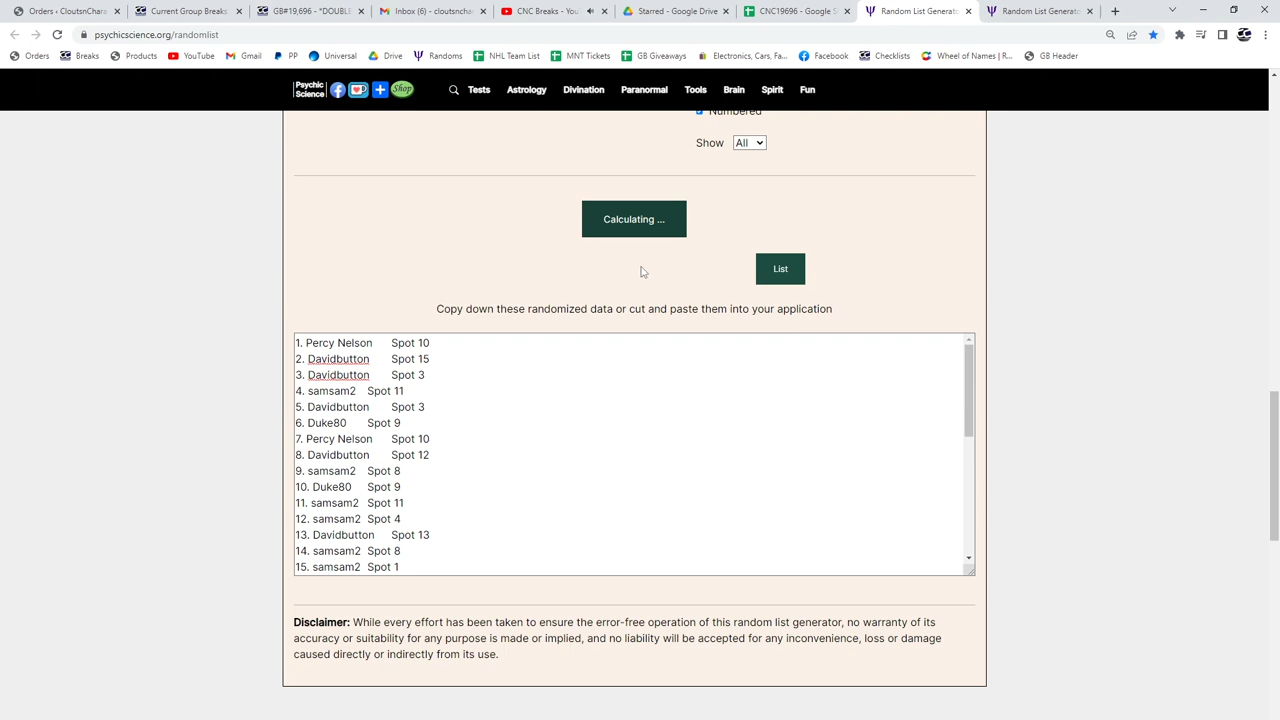 Orders ‹ CloutsnChara
Current Group Breaks
GB#19,696 - *DOUBLE
Inbox (6) - cloutsnchar
CNC Breaks - You
Starred - Google Drive
CNC19696 - Google S
Random List Generato
Random List Generato
psychicscience.org/randomlist
Orders
Breaks
Products
YouTube
Gmail
PP
Universal
Drive
Randoms
NHL Team List
MNT Tickets
GB Giveaways
Electronics, Cars, Fa...
Facebook
Checklists
Wheel of Names | R...
GB Header
Psychic Science
Shop
Tests
Astrology
Divination
Paranormal
Tools
Brain
Spirit
Fun
Numbered
Show All
Calculating ...
List
Copy down these randomized data or cut and paste them into your application
1. Percy Nelson Spot 10
2. Davidbutton Spot 15
3. Davidbutton Spot 3
4. samsam2 Spot 11
5. Davidbutton Spot 3
6. Duke80 Spot 9
7. Percy Nelson Spot 10
8. Davidbutton Spot 12
9. samsam2 Spot 8
10. Duke80 Spot 9
11. samsam2 Spot 11
12. samsam2 Spot 4
13. Davidbutton Spot 13
14. samsam2 Spot 8
15. samsam2 Spot 1
Disclaimer: While every effort has been taken to ensure the error-free operation of this random list generator, no warranty of its
accuracy or suitability for any purpose is made or implied, and no liability will be accepted for any inconvenience, loss or damage
caused directly or indirectly from its use.